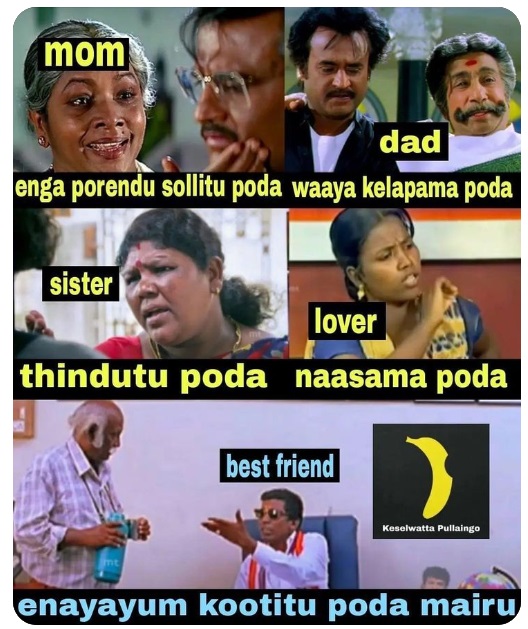 mom
dad
enga porendu sollitu poda
waaya kelapama poda
sister
lover
thindutu poda
naasama poda
best friend
Keselwatta Pullaingo
mt
enayayum kootitu poda mairu